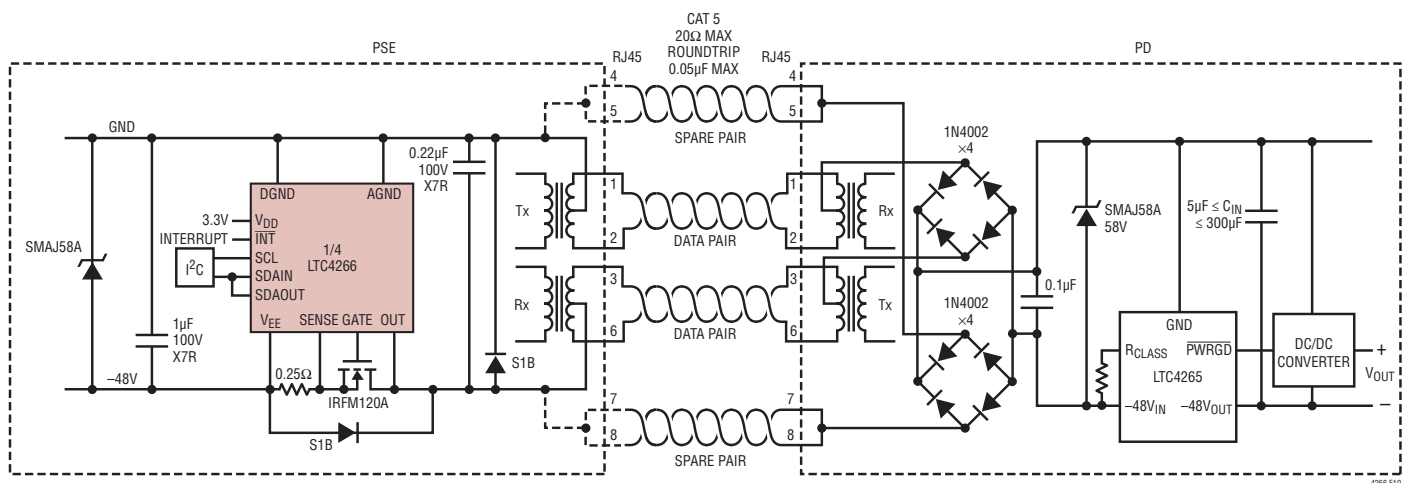 CAT 5
20Ω MAX
ROUNDTRIP
0.05µF MAX
PSE
RJ45
RJ45
PD
4
5
4
5
SPARE PAIR
GND
DGND
AGND
0.22µF
100V
X7R
1N4002
×4
1
2
1
2
Tx
Rx
DATA PAIR
3.3V
INTERRUPT
I²C
VDD
INT
SCL
SDAIN
SDAOUT
VEE
SENSE
GATE
OUT
1/4
LTC4266
SMAJ58A
1µF
100V
X7R
SMAJ58A
58V
5µF ≤ CIN
≤ 300µF
3
6
3
6
Rx
Tx
DATA PAIR
0.1µF
1N4002
×4
S1B
–48V
0.25Ω
IRFM120A
S1B
GND
RCLASS
PWRGD
LTC4265
–48VIN
–48VOUT
DC/DC
CONVERTER
+
VOUT
–
7
8
7
8
SPARE PAIR
4266 F10